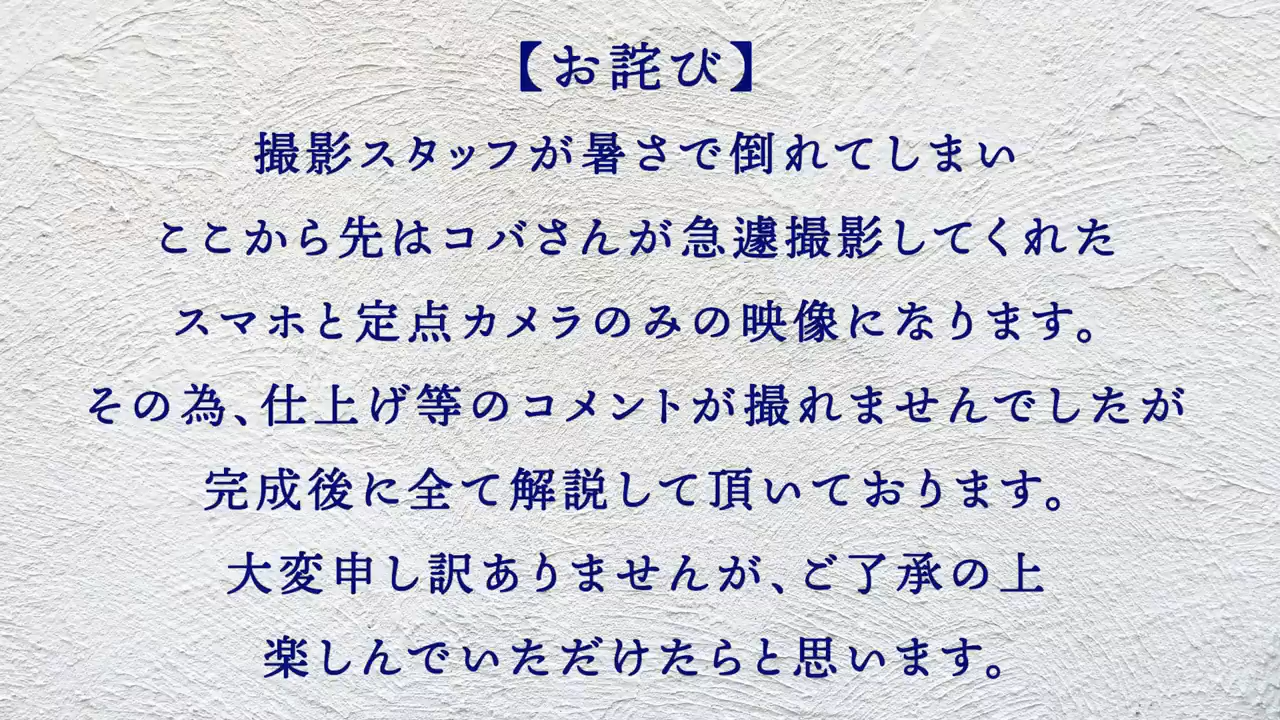 【お詫び】
撮影スタッフが暑さで倒れてしまい
ここから先はコバさんが急遽撮影してくれた
スマホと定点カメラのみの映像になります。
その為、仕上げ等のコメントが撮れませんでしたが
完成後に全て解説して頂いております。
大変申し訳ありませんが、ご了承の上
楽しんでいただけたらと思います。